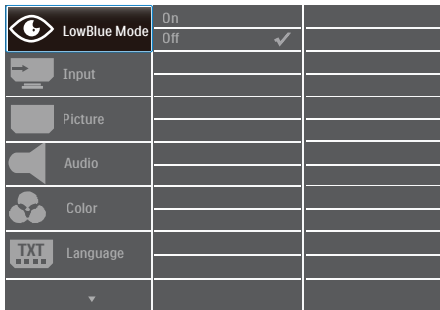 LowBlue Mode
On
Off
Input
Picture
Audio
Color
TXT
Language